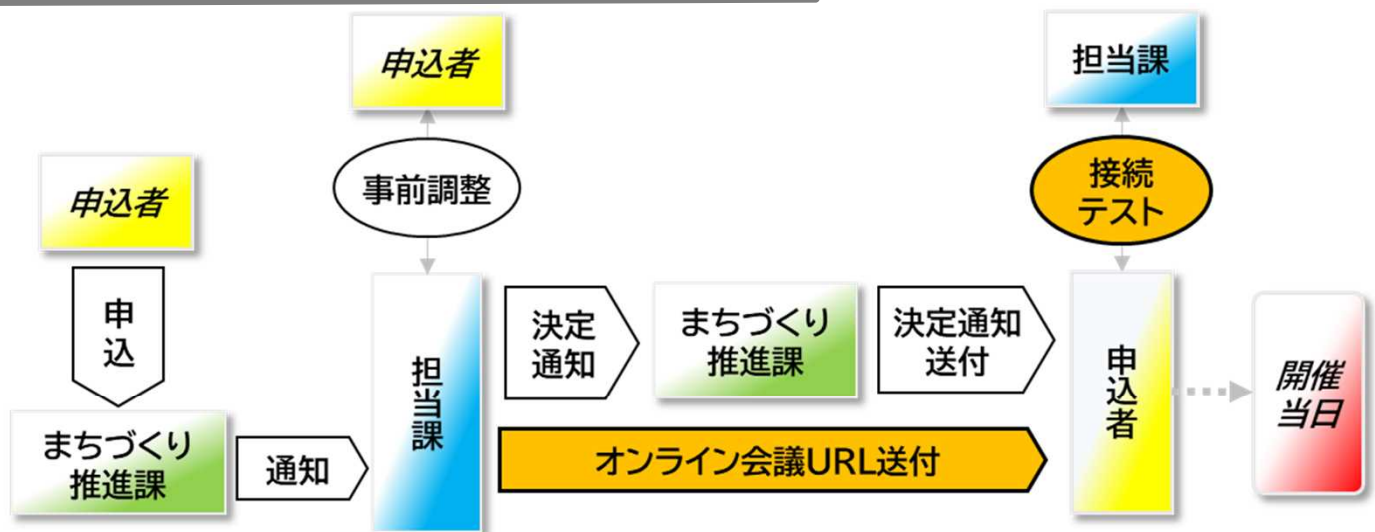 申込者
申
込
まちづくり
推進課
通知
申込者
事前調整
担当課
決定
通知
まちづくり
推進課
決定通知
送付
オンライン会議URL送付
担当課
接続
テスト
申込者
開催
当日